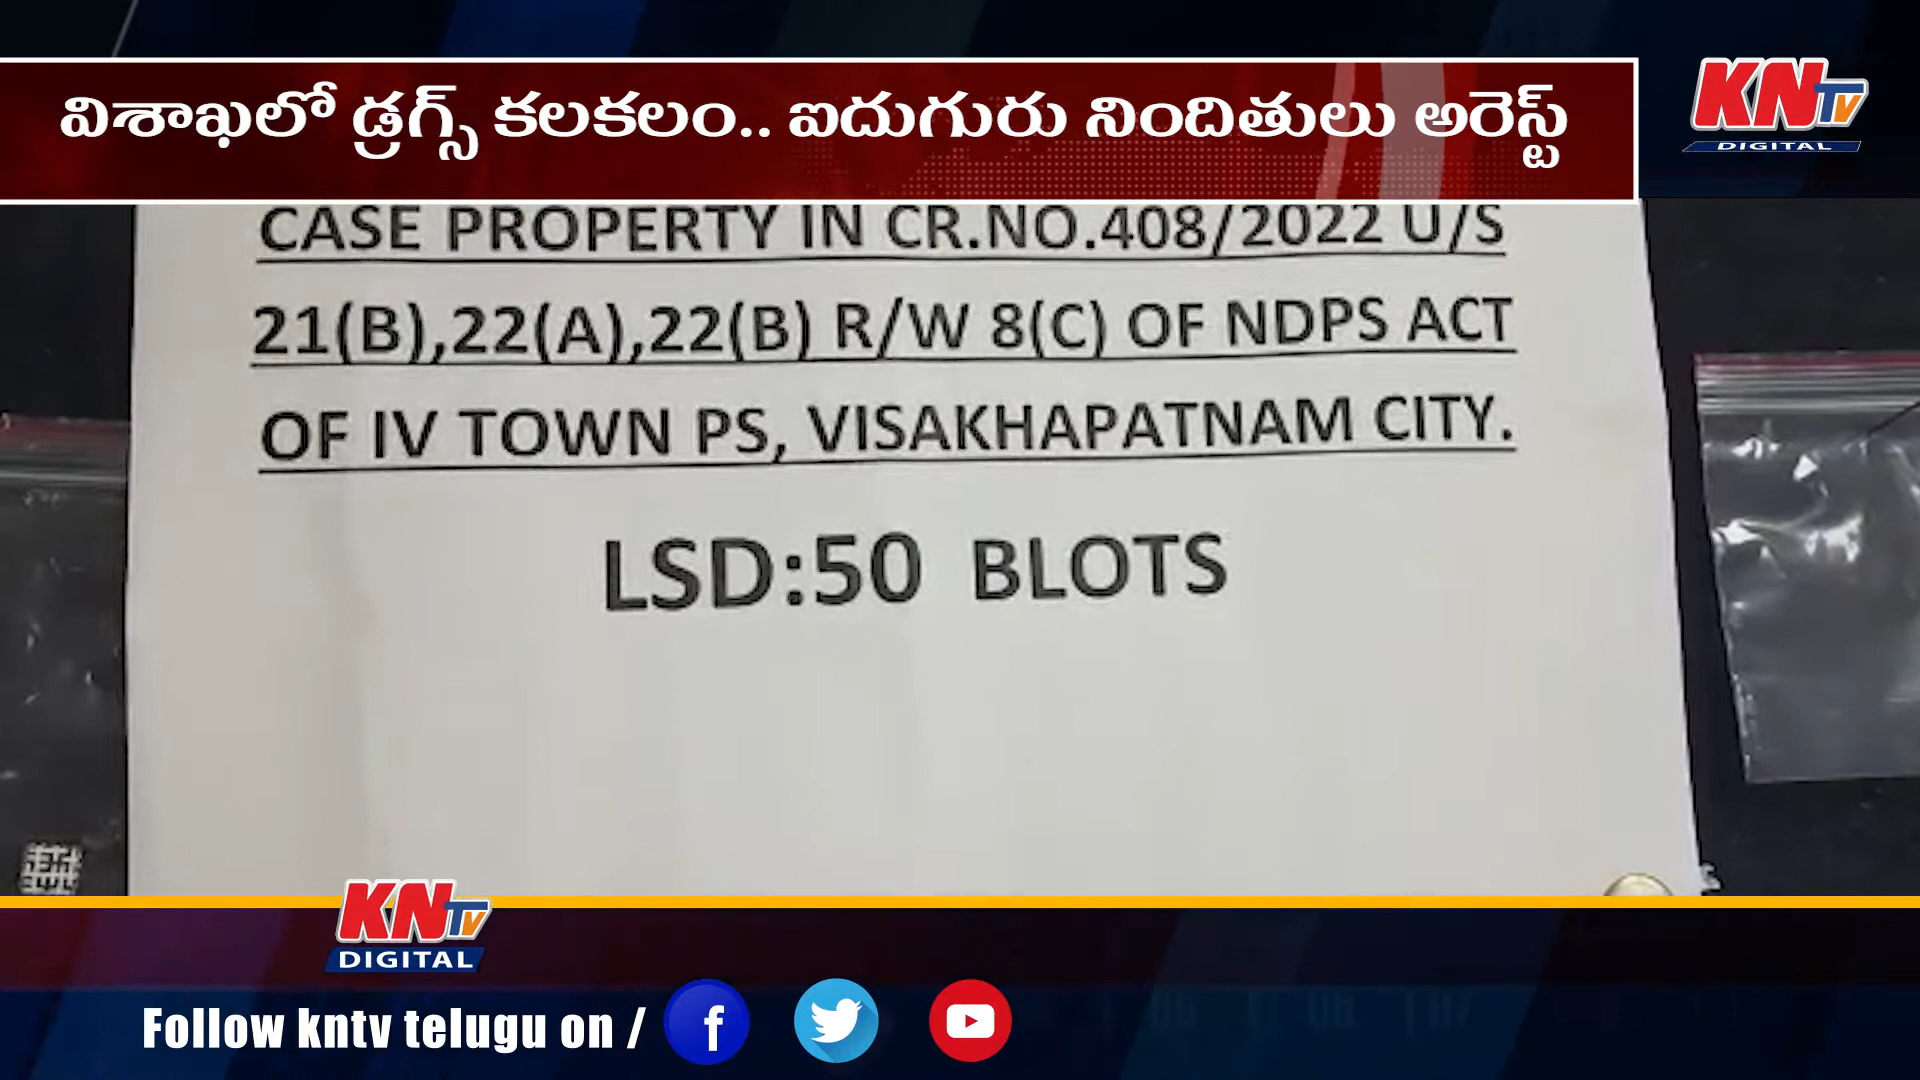 విశాఖలో డ్రగ్స్ కలకలం.. ఐదుగురు నిందితులు అరెస్ట్
KNTV
DIGITAL
CASE PROPERTY IN CR.NO.408/2022 U/S
21(B),22(A),22(B) R/W 8(C) OF NDPS ACT
OF IV TOWN PS, VISAKHAPATNAM CITY.
LSD:50 BLOTS
KNTV
DIGITAL
Follow kntv telugu on /